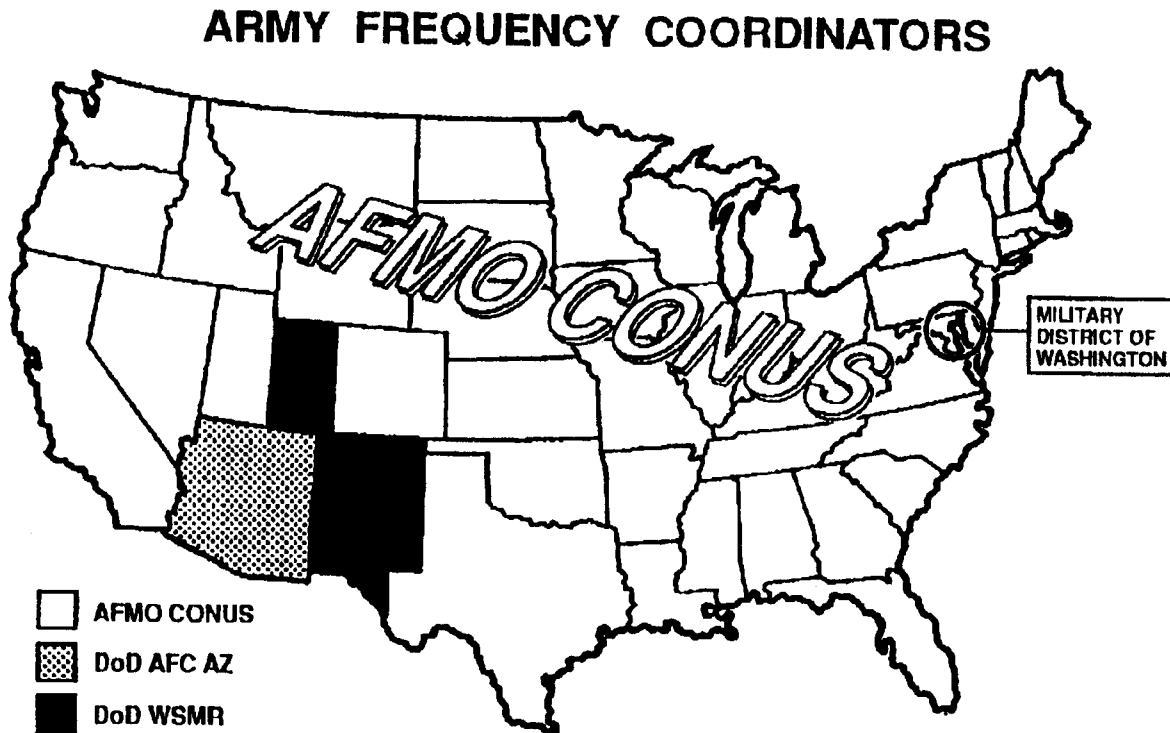 ARMY FREQUENCY COORDINATORS
AFMO CONUS
MILITARY
DISTRICT OF
WASHINGTON
AFMO CONUS
DoD AFC AZ
DoD WSMR